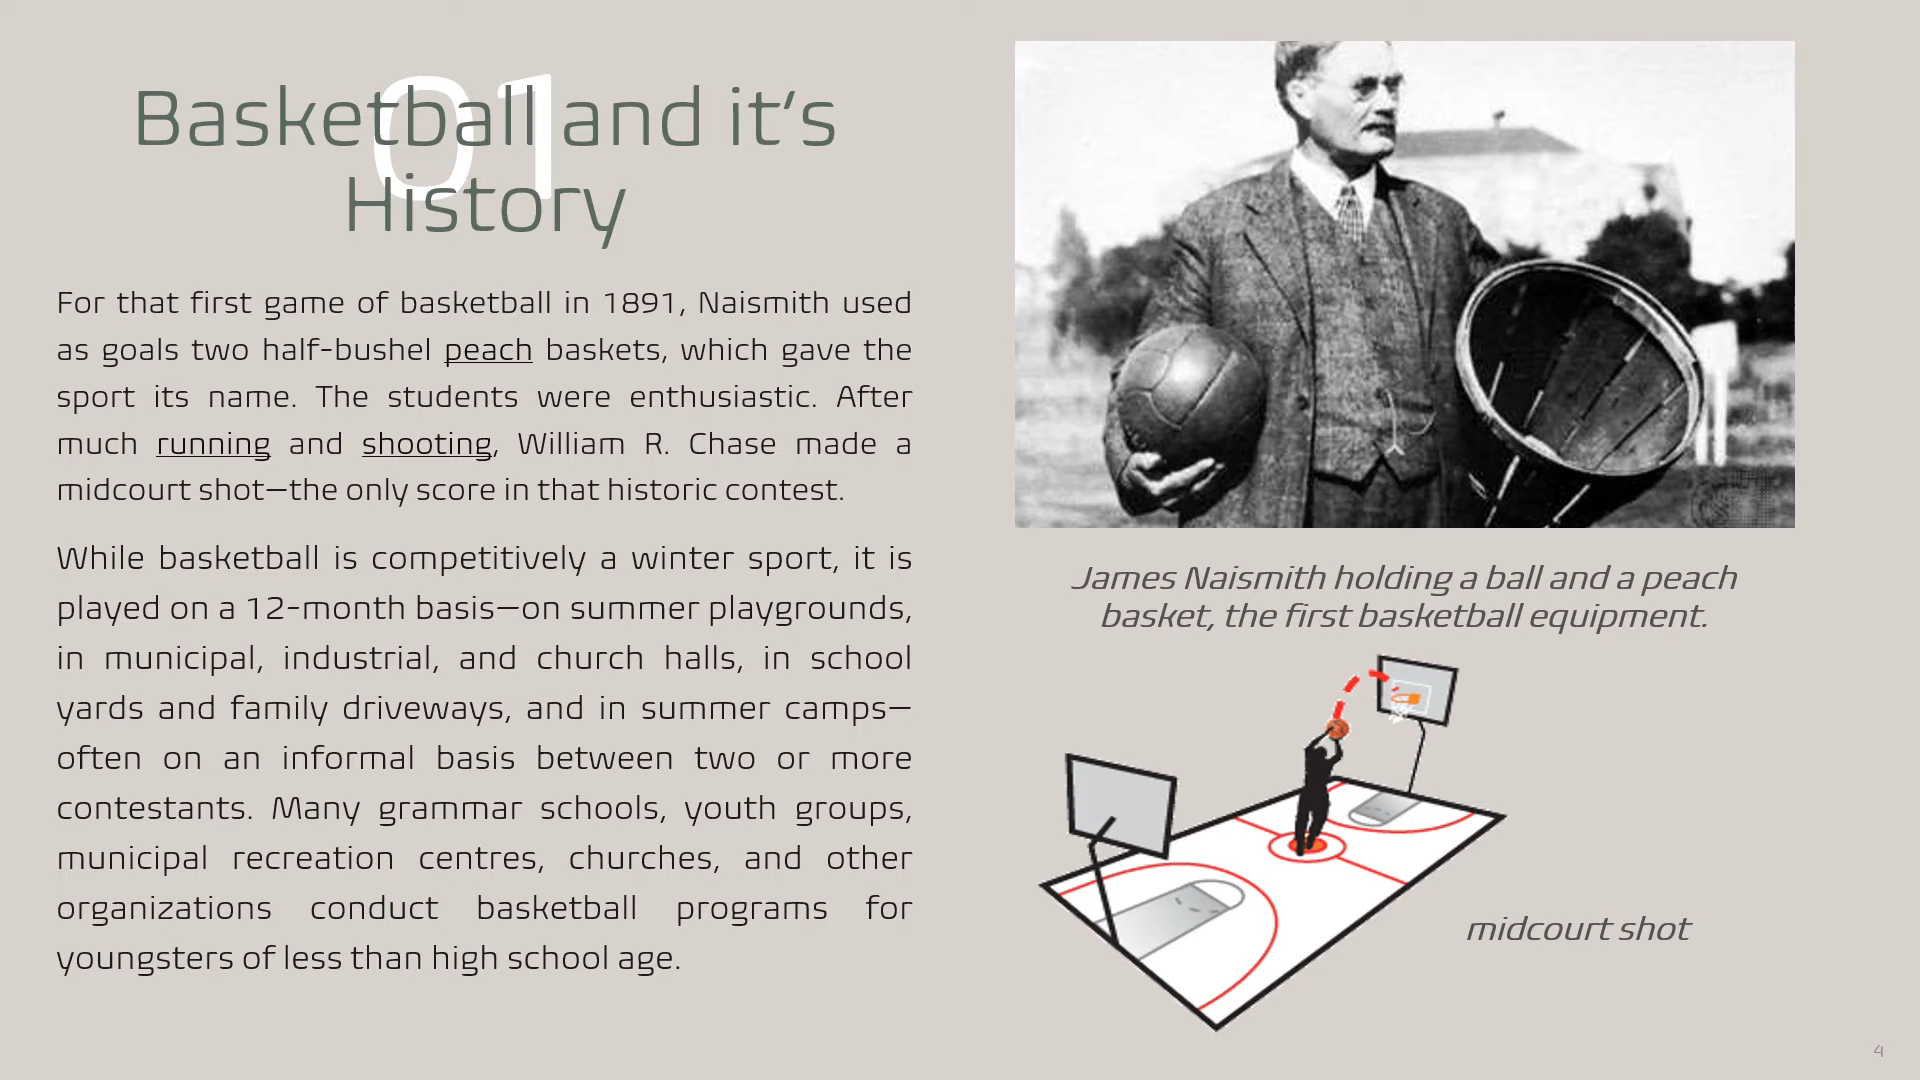 01
Basketball and it’s
History
For that first game of basketball in 1891, Naismith used
as goals two half-bushel peach baskets, which gave the
sport its name. The students were enthusiastic. After
much running and shooting, William R. Chase made a
midcourt shot—the only score in that historic contest.
While basketball is competitively a winter sport, it is
played on a 12-month basis—on summer playgrounds,
in municipal, industrial, and church halls, in school
yards and family driveways, and in summer camps—
often on an informal basis between two or more
contestants. Many grammar schools, youth groups,
municipal recreation centres, churches, and other
organizations conduct basketball programs for
youngsters of less than high school age.
James Naismith holding a ball and a peach
basket, the first basketball equipment.
midcourt shot
4